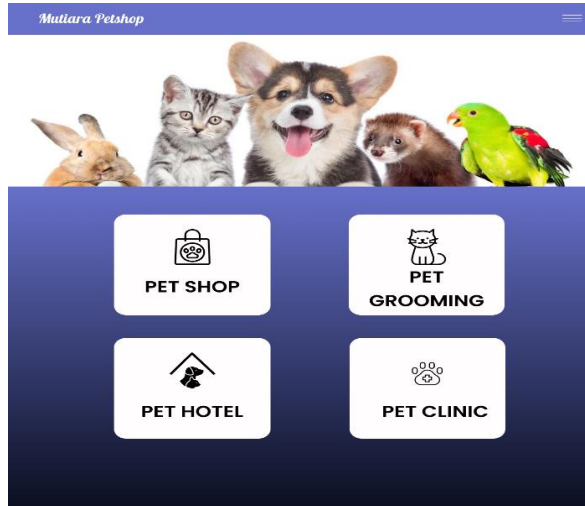 Mutiara Petshop
PET SHOP
PET
GROOMING
PET HOTEL
PET CLINIC